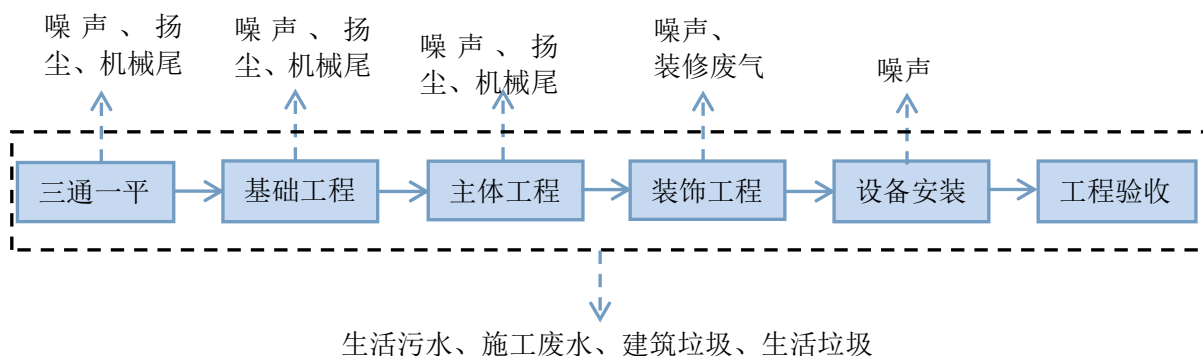 噪声、扬
尘、机械尾
噪声、扬
尘、机械尾
噪声、扬
尘、机械尾
噪声、
装修废气
噪声
三通一平
基础工程
主体工程
装饰工程
设备安装
工程验收
生活污水、施工废水、建筑垃圾、生活垃圾